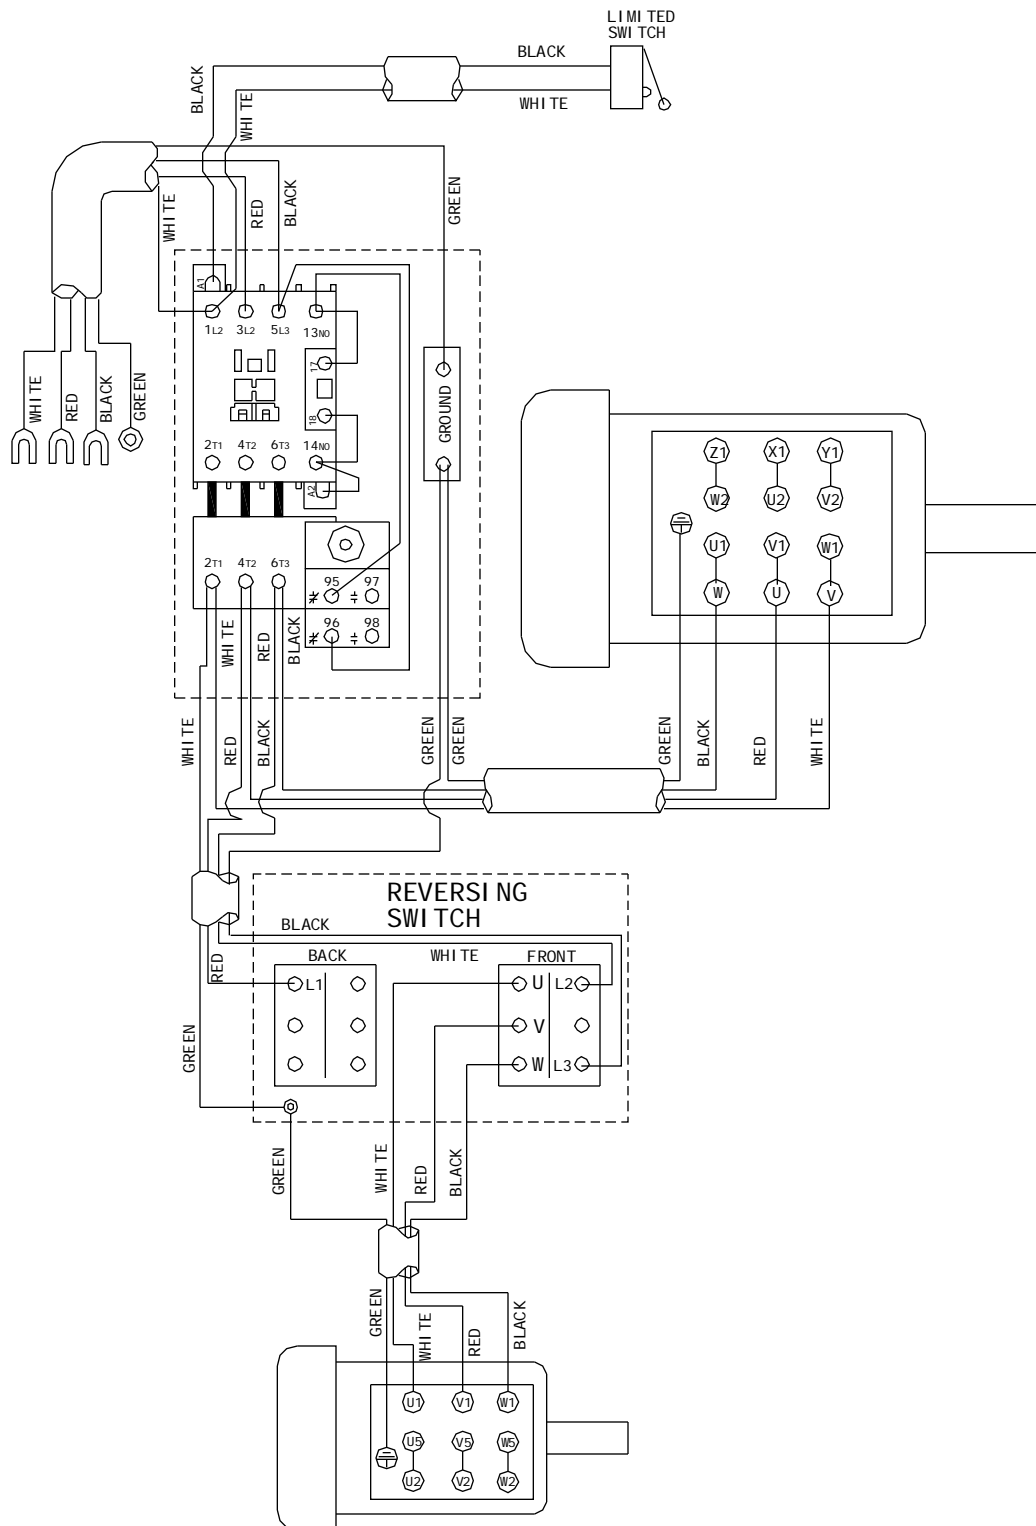 LIMITED
SWITCH
BLACK
WHITE
BLACK
WHITE
GREEN
BLACK
RED
WHITE
A1
1L2 3L2 5L3 13NO
17
18
GROUND
2T1 4T2 6T3 14NO
A2
WHITE
RED
BLACK
GREEN
2T1 4T2 6T3
95 97
96 98
WHITE
RED
BLACK
Z1 X1 Y1
W2 U2 V2
U1 V1 W1
W U V
WHITE
RED
BLACK
GREEN
GREEN
GREEN
BLACK
RED
WHITE
REVERSING
SWITCH
BLACK
WHITE
RED
BACK
FRONT
L1
U L2
V
W L3
GREEN
GREEN
WHITE
RED
BLACK
GREEN
WHITE
RED
BLACK
U1 V1 W1
U5 V5 W5
U2 V2 W2